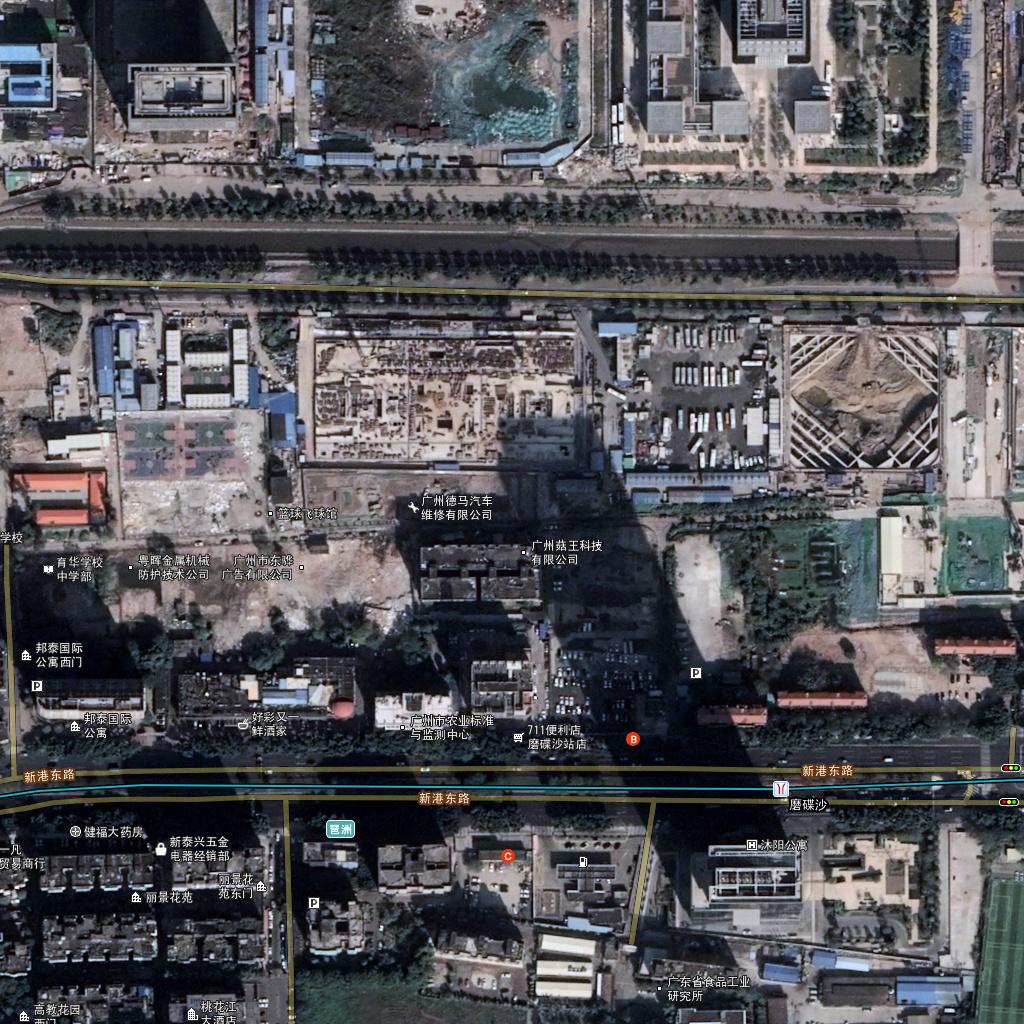 篮球飞球馆
广州德马汽车
维修有限公司
学校
育华学校
中学部
粤晖金属机械
防护技术公司
广州市东骅
广告有限公司
广州菇王科技
有限公司
邦泰国际
公寓西门
P
P
邦泰国际
公寓
好彩又一
鲜酒家
广州市农业标准
与监测中心
711便利店
磨碟沙站店
B
新港东路
新港东路
新港东路
磨碟沙
琶洲
健福大药房
一凡
贸易商行
新泰兴五金
电器经销部
C
H
沐阳公寓
丽景花
苑东门
丽景花苑
P
高教花园
西门
桃花江
大酒店
广东省食品工业
研究所